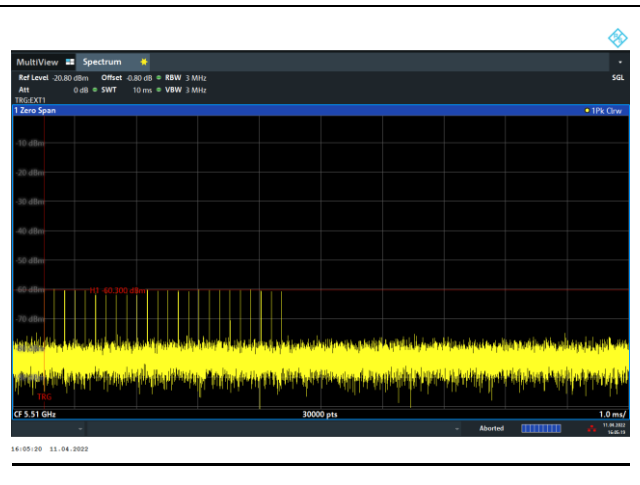 MultiView Spectrum
Ref Level -20.80 dBm Offset -0.80 dB RBW 3 MHz SGL
Att 0 dB SWT 10 ms VBW 3 MHz
TRG:EXT1
1 Zero Span 1Pk Clrw
-10 dBm
-20 dBm
-30 dBm
-40 dBm
-50 dBm
-60 dBm H1 -60.300 dBm
-70 dBm
TRG
CF 5.51 GHz 30000 pts 1.0 ms/
Aborted 11.04.2022
16:05:19
16:05:20 11.04.2022